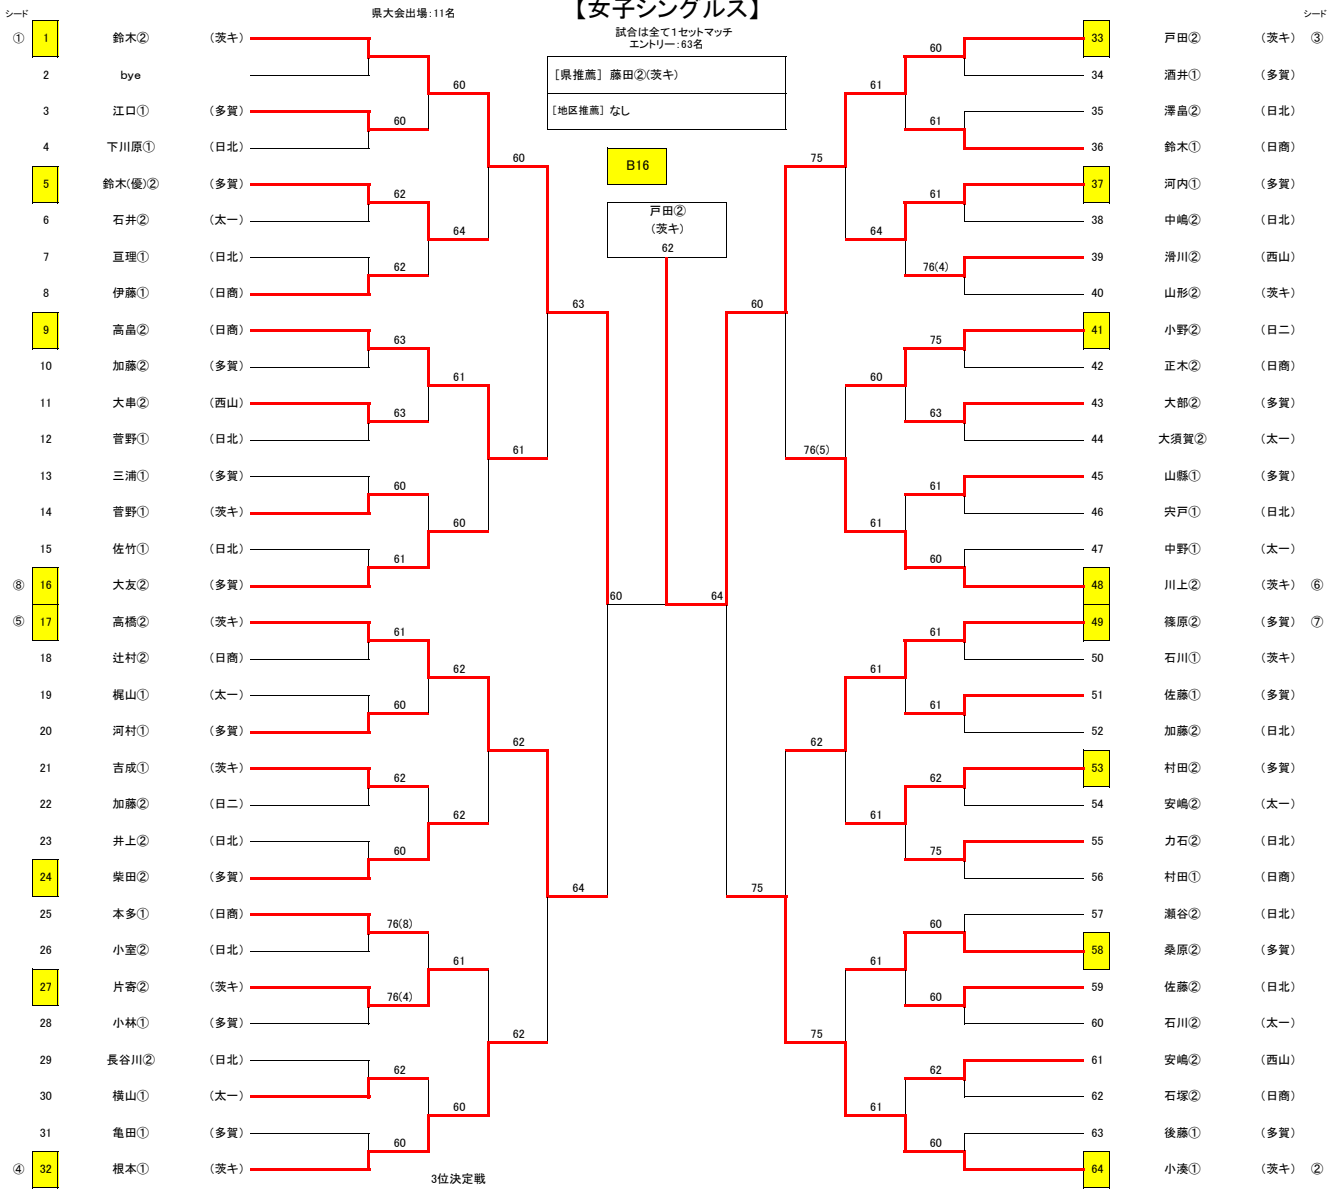 【女子シングルス】
県大会出場:11名
試合は全て1セットマッチ
エントリー:63名
[県推薦] 藤田②(茨キ)
[地区推薦] なし
B16
戸田②
(茨キ)
62
シード
① 1 鈴木② (茨キ)
2 bye
3 江口① (多賀)
4 下川原① (日北)
5 鈴木(優)② (多賀)
6 石井② (太一)
7 亘理① (日北)
8 伊藤① (日商)
9 高畠② (日商)
10 加藤② (多賀)
11 大串② (西山)
12 菅野① (日北)
13 三浦① (多賀)
14 菅野① (茨キ)
15 佐竹① (日北)
⑧ 16 大友② (多賀)
⑤ 17 高橋② (茨キ)
18 辻村② (日商)
19 梶山① (太一)
20 河村① (多賀)
21 吉成① (茨キ)
22 加藤② (日二)
23 井上② (日北)
24 柴田② (多賀)
25 本多① (日商)
26 小室② (日北)
27 片寄② (茨キ)
28 小林① (多賀)
29 長谷川② (日北)
30 横山① (太一)
31 亀田① (多賀)
④ 32 根本① (茨キ)
60
62
62
63
63
60
61
61
60
62
60
76(8)
76(4)
62
60
60
64
61
60
62
62
61
60
60
61
62
62
63
64
60
64
60
75
75
76(5)
62
75
61
64
60
61
61
61
61
61
60
61
61
76(4)
75
63
61
60
61
61
62
75
60
60
62
60
シード
33 戸田② (茨キ) ③
34 酒井① (多賀)
35 澤畠② (日北)
36 鈴木① (日商)
37 河内① (多賀)
38 中嶋② (日北)
39 滑川② (西山)
40 山形② (茨キ)
41 小野② (日二)
42 正木② (日商)
43 大部② (多賀)
44 大須賀② (太一)
45 山縣① (多賀)
46 宍戸① (日北)
47 中野① (太一)
48 川上② (茨キ) ⑥
49 篠原② (多賀) ⑦
50 石川① (茨キ)
51 佐藤① (多賀)
52 加藤② (日北)
53 村田② (多賀)
54 安嶋② (太一)
55 力石② (日北)
56 村田① (日商)
57 瀬谷② (日北)
58 桑原② (多賀)
59 佐藤② (日北)
60 石川② (太一)
61 安嶋② (西山)
62 石塚② (日商)
63 後藤① (多賀)
64 小湊① (茨キ) ②
3位決定戦